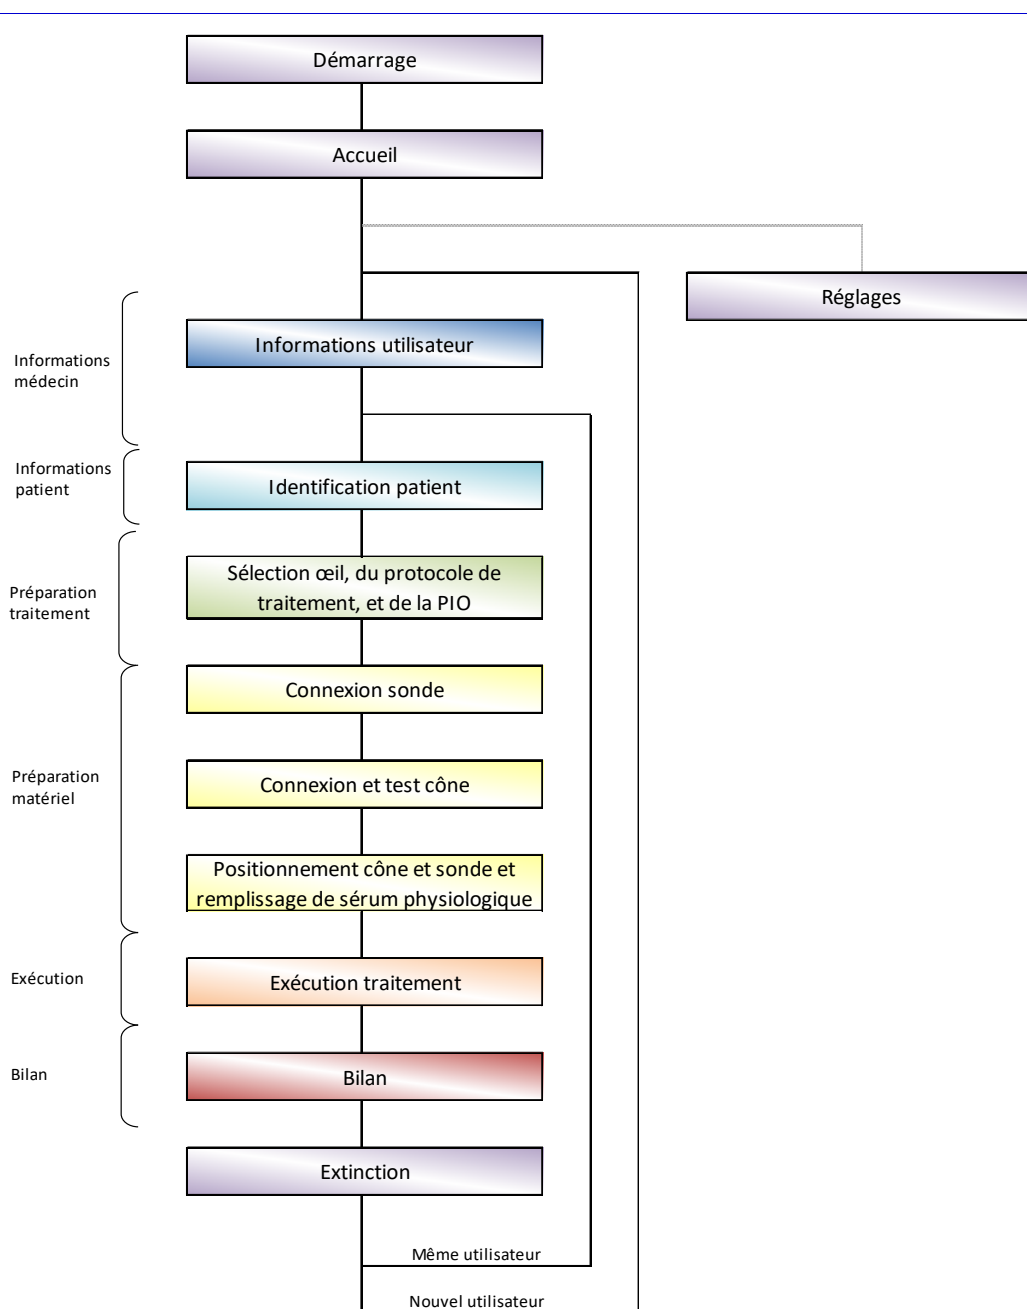 Démarrage
Accueil
Réglages
Informations
médecin
Informations utilisateur
Informations
patient
Identification patient
Préparation
traitement
Sélection œil, du protocole de
traitement, et de la PIO
Connexion sonde
Préparation
matériel
Connexion et test cône
Positionnement cône et sonde et
remplissage de sérum physiologique
Exécution
Exécution traitement
Bilan
Bilan
Extinction
Même utilisateur
Nouvel utilisateur